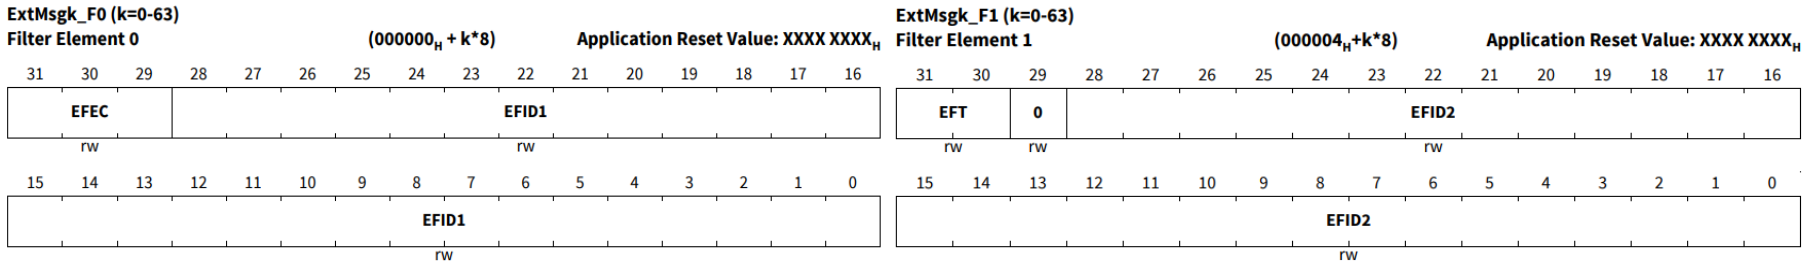 ExtMsgk_F0 (k=0-63)
Filter Element 0 (000000H + k*8) Application Reset Value: XXXX XXXXH
31 30 29 28 27 26 25 24 23 22 21 20 19 18 17 16
EFEC EFID1
rw rw
15 14 13 12 11 10 9 8 7 6 5 4 3 2 1 0
EFID1
rw
ExtMsgk_F1 (k=0-63)
Filter Element 1 (000004H+k*8) Application Reset Value: XXXX XXXXH
31 30 29 28 27 26 25 24 23 22 21 20 19 18 17 16
EFT 0 EFID2
rw rw rw
15 14 13 12 11 10 9 8 7 6 5 4 3 2 1 0
EFID2
rw